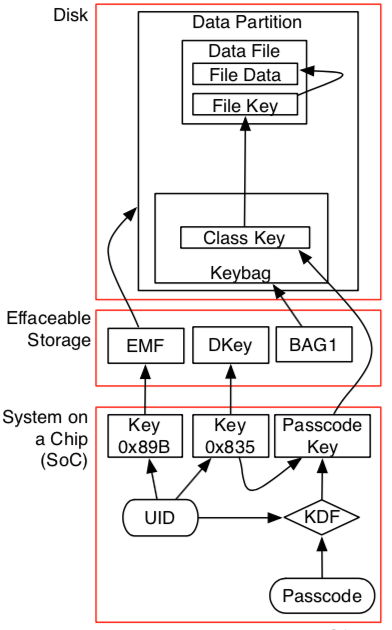 Disk
Data Partition
Data File
File Data
File Key
Class Key
Keybag
Effaceable
Storage
EMF
DKey
BAG1
System on
a Chip
(SoC)
Key
0x89B
Key
0x835
Passcode
Key
UID
KDF
Passcode